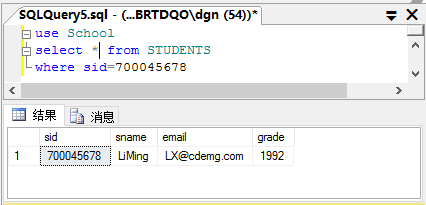 SQLQuery5.sql - (...BRTDQO\dgn (54))*
use School
select * from STUDENTS
where sid=700045678
结果 消息
sid sname email grade
1 700045678 LiMing LX@cdemg.com 1992